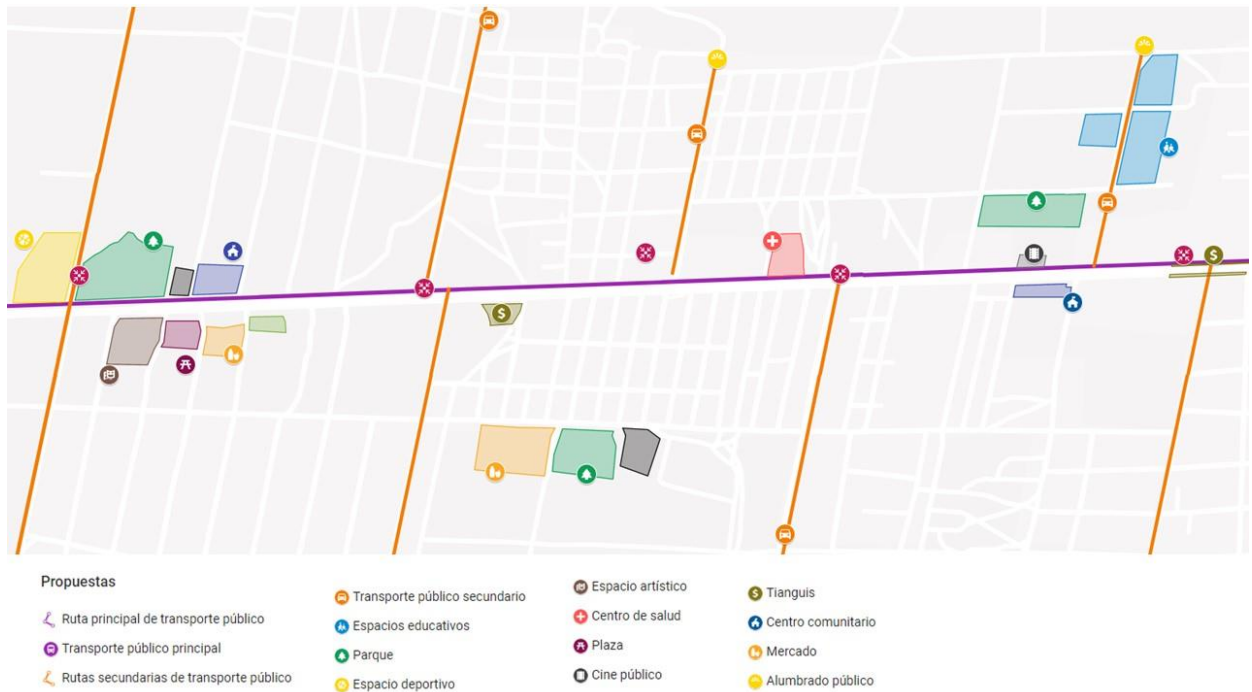 Propuestas
Ruta principal de transporte público
Transporte público principal
Rutas secundarias de transporte público
Transporte público secundario
Espacios educativos
Parque
Espacio deportivo
Espacio artístico
Centro de salud
Plaza
Cine público
Tianguis
Centro comunitario
Mercado
Alumbrado público